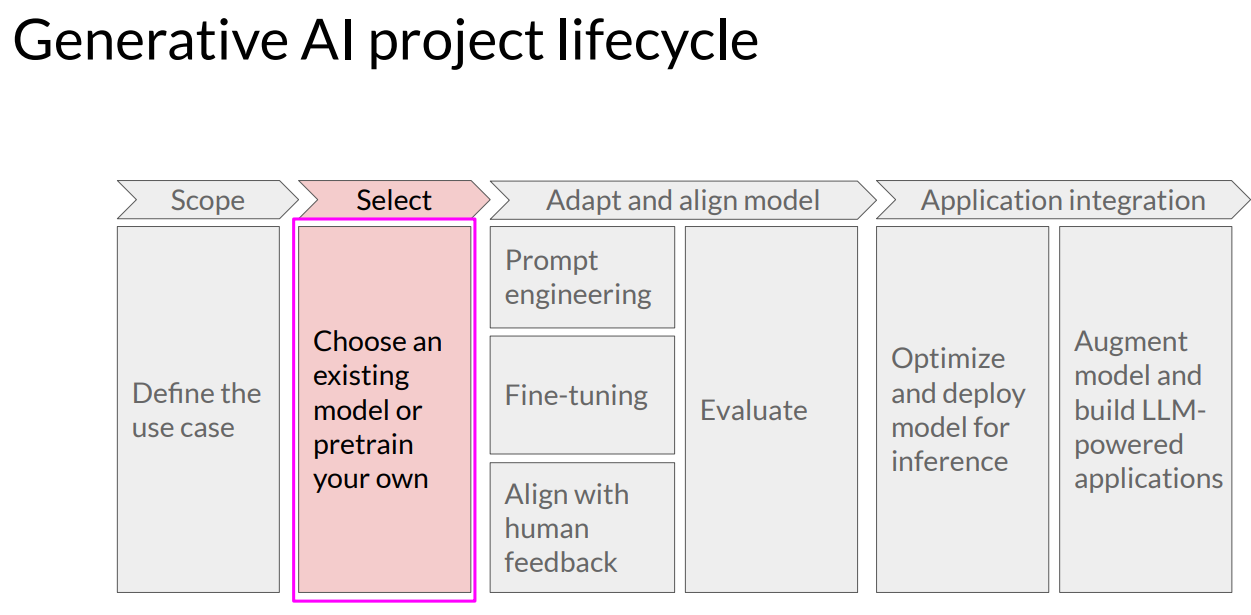 Generative AI project lifecycle
Scope
Select
Adapt and align model
Application integration
Define the
use case
Choose an
existing
model or
pretrain
your own
Prompt
engineering
Fine-tuning
Align with
human
feedback
Evaluate
Optimize
and deploy
model for
inference
Augment
model and
build LLM-
powered
applications